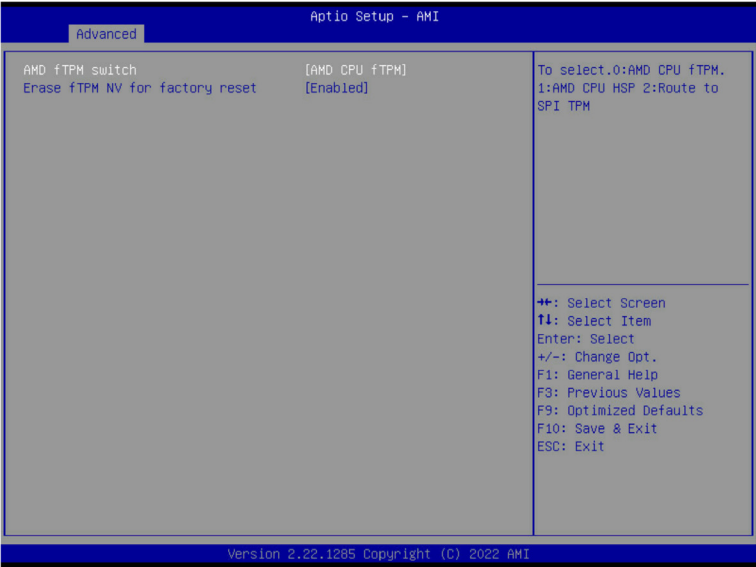 Aptio Setup – AMI
Advanced
AMD fTPM switch [AMD CPU fTPM]
Erase fTPM NV for factory reset [Enabled]
To select.0:AMD CPU fTPM.
1:AMD CPU HSP 2:Route to
SPI TPM
→←: Select Screen
↑↓: Select Item
Enter: Select
+/-: Change Opt.
F1: General Help
F3: Previous Values
F9: Optimized Defaults
F10: Save & Exit
ESC: Exit
Version 2.22.1285 Copyright (C) 2022 AMI